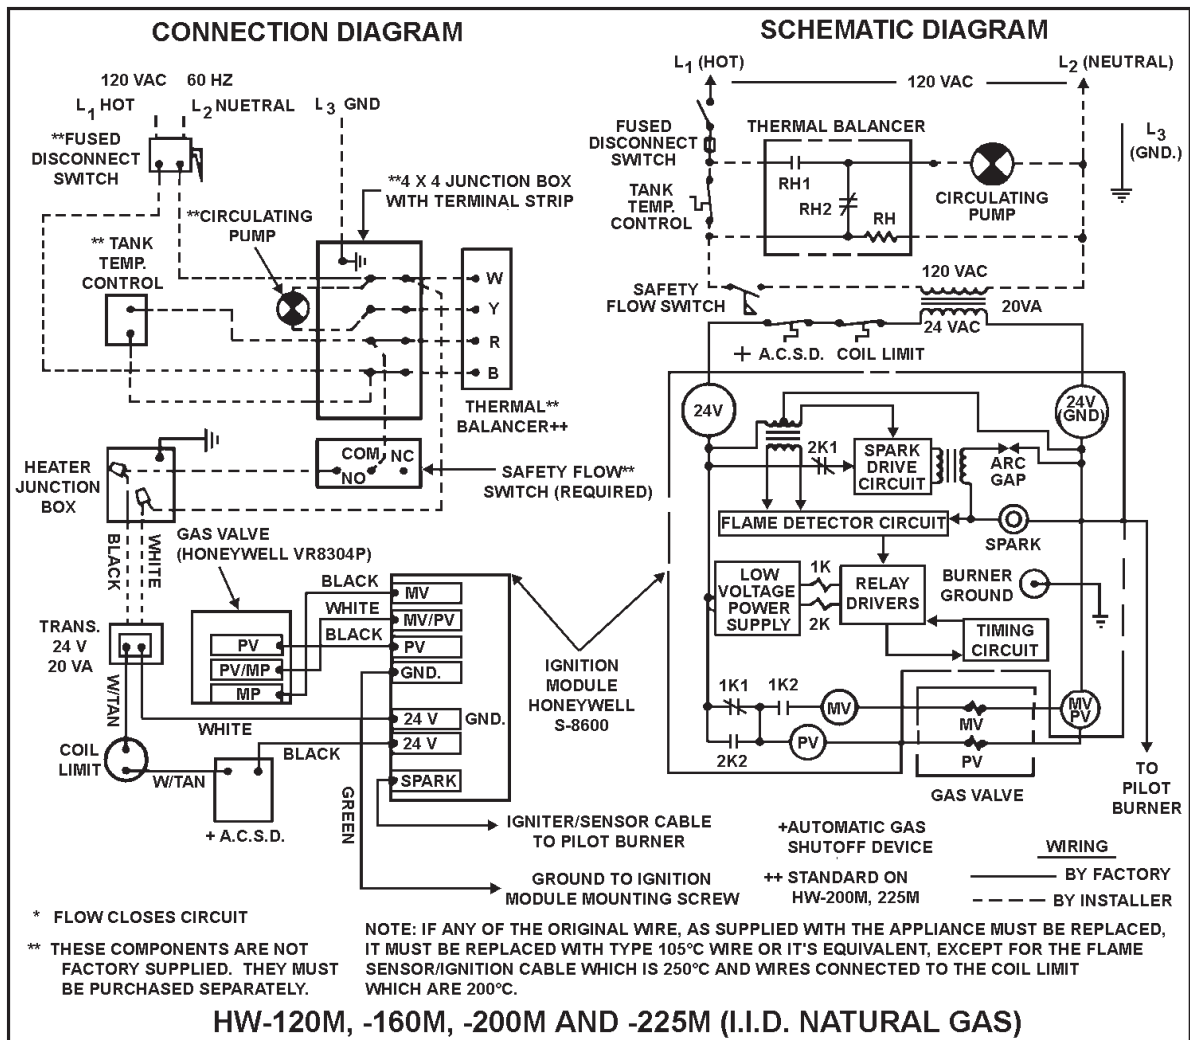 CONNECTION DIAGRAM
120 VAC 60 HZ
L1 HOT L2 NUETRAL L3 GND
**FUSED
DISCONNECT
SWITCH
**4 X 4 JUNCTION BOX
WITH TERMINAL STRIP
**CIRCULATING
PUMP
** TANK
TEMP.
CONTROL
W
Y
R
B
THERMAL**
BALANCER++
COM NC
NO
SAFETY FLOW**
SWITCH (REQUIRED)
HEATER
JUNCTION
BOX
GAS VALVE
(HONEYWELL VR8304P)
BLACK
WHITE
TRANS.
24 V
20 VA
PV
PV/MP
MP
BLACK
WHITE
BLACK
MV
MV/PV
PV
GND.
24 V GND.
24 V
SPARK
IGNITION
MODULE
HONEYWELL
S-8600
W/TAN
WHITE
BLACK
COIL
LIMIT
W/TAN
+ A.C.S.D.
GREEN
IGNITER/SENSOR CABLE
TO PILOT BURNER
GROUND TO IGNITION
MODULE MOUNTING SCREW
SCHEMATIC DIAGRAM
L1 (HOT)
L2 (NEUTRAL)
120 VAC
L3
(GND.)
FUSED
DISCONNECT
SWITCH
THERMAL BALANCER
RH1
RH2
RH
CIRCULATING
PUMP
TANK
TEMP.
CONTROL
120 VAC
20VA
24 VAC
SAFETY
FLOW SWITCH
+ A.C.S.D. COIL LIMIT
24V
24V
(GND)
2K1
SPARK
DRIVE
CIRCUIT
ARC
GAP
FLAME DETECTOR CIRCUIT
SPARK
LOW
VOLTAGE
POWER
SUPPLY
1K
2K
RELAY
DRIVERS
BURNER
GROUND
TIMING
CIRCUIT
1K1 1K2
MV
MV
MV
PV
2K2
PV
PV
GAS VALVE
TO
PILOT
BURNER
+AUTOMATIC GAS
SHUTOFF DEVICE
++ STANDARD ON
HW-200M, 225M
WIRING
BY FACTORY
BY INSTALLER
* FLOW CLOSES CIRCUIT
** THESE COMPONENTS ARE NOT
FACTORY SUPPLIED. THEY MUST
BE PURCHASED SEPARATELY.
NOTE: IF ANY OF THE ORIGINAL WIRE, AS SUPPLIED WITH THE APPLIANCE MUST BE REPLACED,
IT MUST BE REPLACED WITH TYPE 105°C WIRE OR IT'S EQUIVALENT, EXCEPT FOR THE FLAME
SENSOR/IGNITION CABLE WHICH IS 250°C AND WIRES CONNECTED TO THE COIL LIMIT
WHICH ARE 200°C.
HW-120M, -160M, -200M AND -225M (I.I.D. NATURAL GAS)